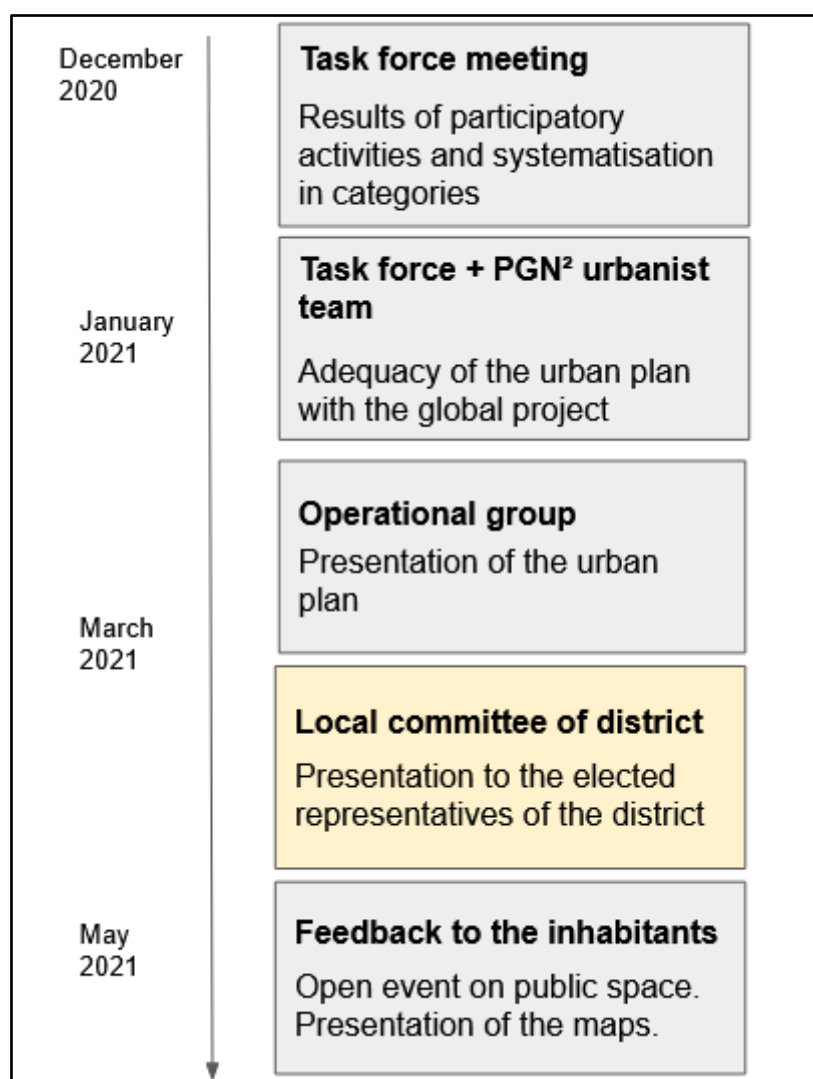 December
2020
Task force meeting
Results of participatory
activities and systematisation
in categories
January
2021
Task force + PGN² urbanist
team
Adequacy of the urban plan
with the global project
March
2021
Operational group
Presentation of the urban
plan
Local committee of district
Presentation to the elected
representatives of the district
May
2021
Feedback to the inhabitants
Open event on public space.
Presentation of the maps.